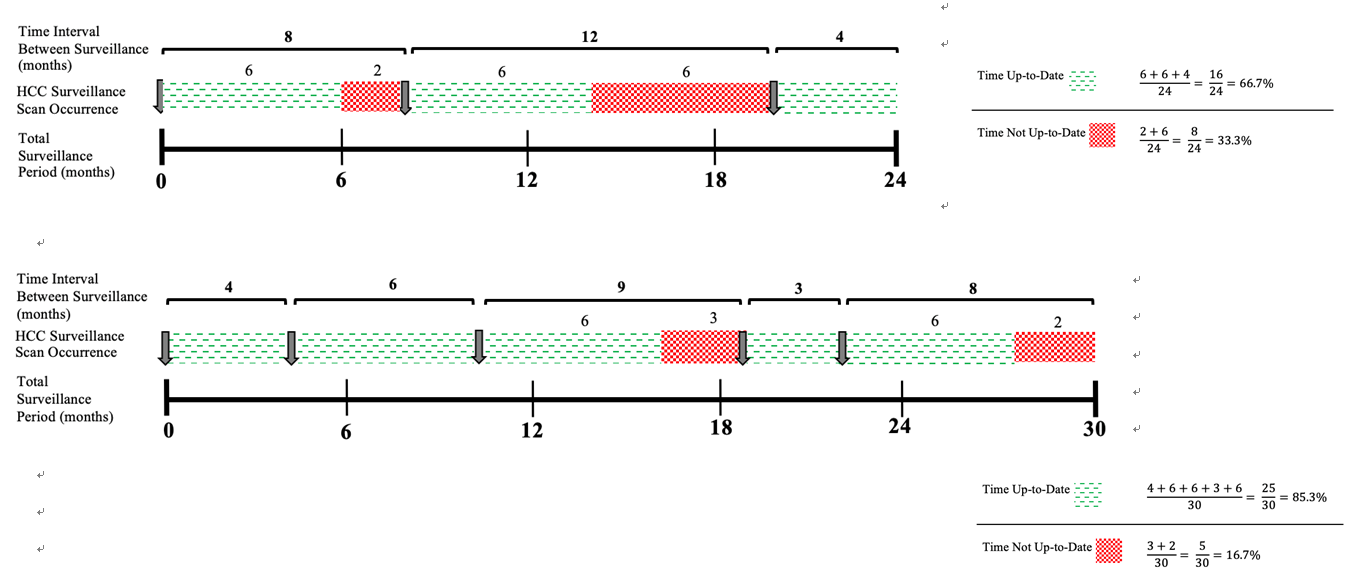 Time Interval
Between Surveillance
(months)
8 12 4
6 2 6 6
HCC Surveillance
Scan Occurrence
Total
Surveillance
Period (months)
0 6 12 18 24
Time Up-to-Date (6 + 6 + 4)/24 = 16/24 = 66.7%
Time Not Up-to-Date (2 + 6)/24 = 8/24 = 33.3%
Time Interval
Between Surveillance
(months)
4 6 9 3 8
6 3 6 2
HCC Surveillance
Scan Occurrence
Total
Surveillance
Period (months)
0 6 12 18 24 30
Time Up-to-Date (4 + 6 + 6 + 3 + 6)/30 = 25/30 = 85.3%
Time Not Up-to-Date (3 + 2)/30 = 5/30 = 16.7%